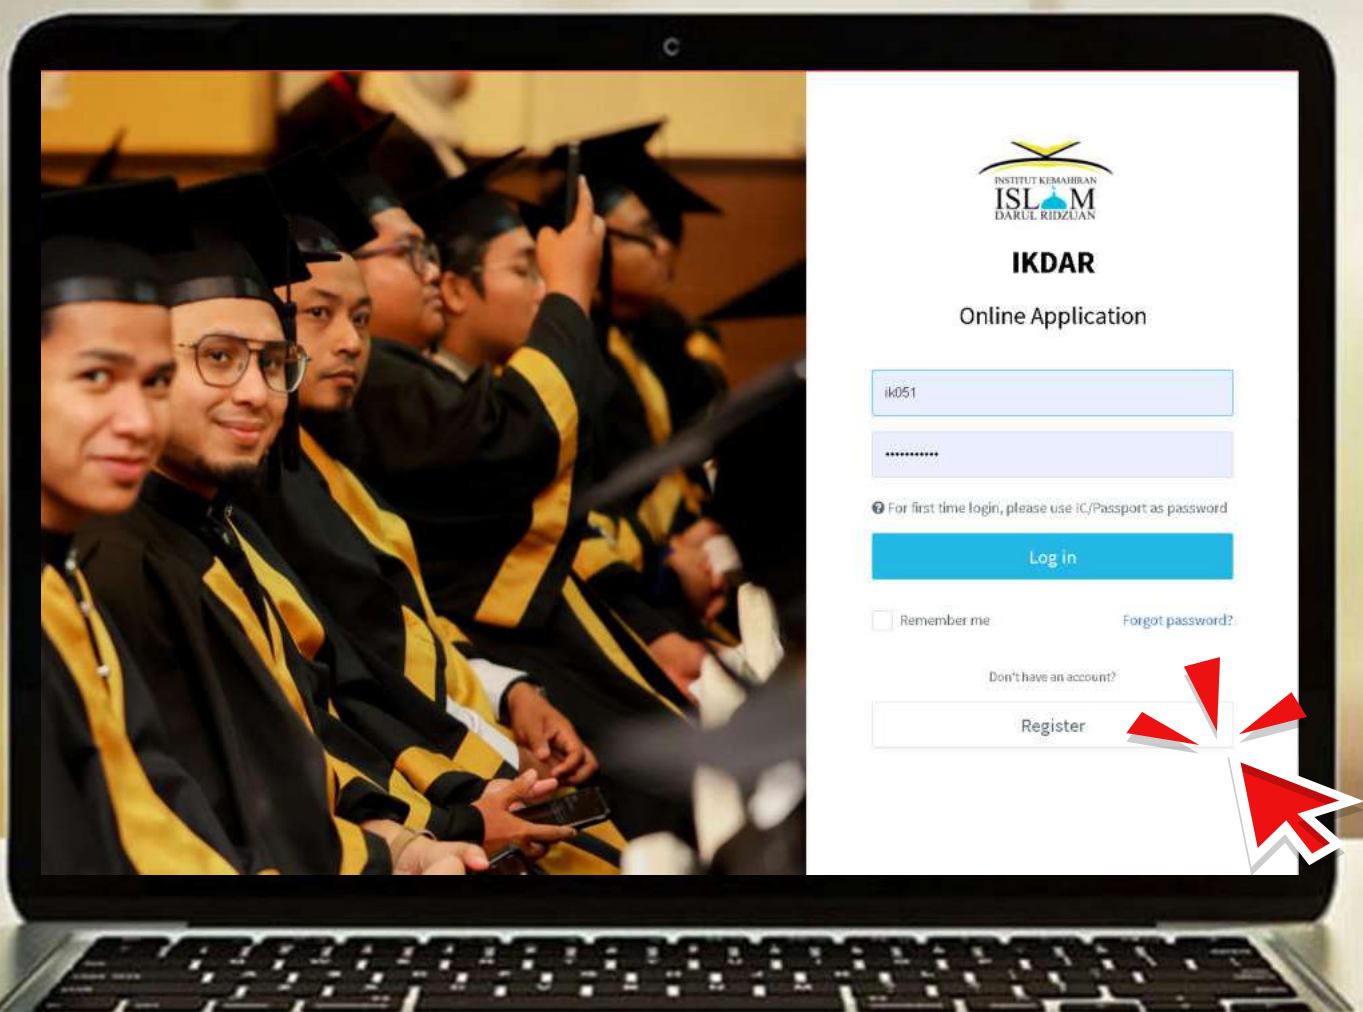 INSTITUT KEMAHIRAN
ISLAM
DARUL RIDZUAN
IKDAR
Online Application
ik051
•••••••••••
For first time login, please use IC/Passport as password
Log in
Remember me
Forgot password?
Don't have an account?
Register